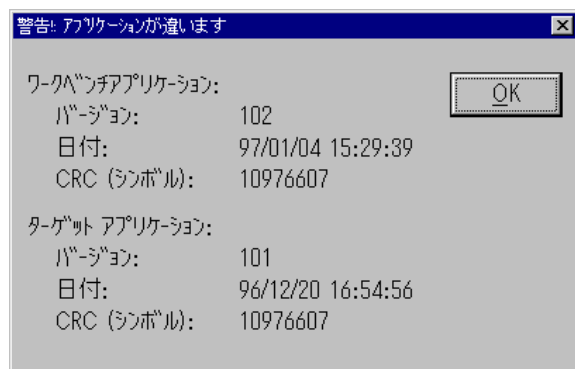 警告!: アプリケーションが違います
ワークベンチアプリケーション:
OK
バージョン: 102
日付: 97/01/04 15:29:39
CRC (シンボル): 10976607
ターゲット アプリケーション:
バージョン: 101
日付: 96/12/20 16:54:56
CRC (シンボル): 10976607